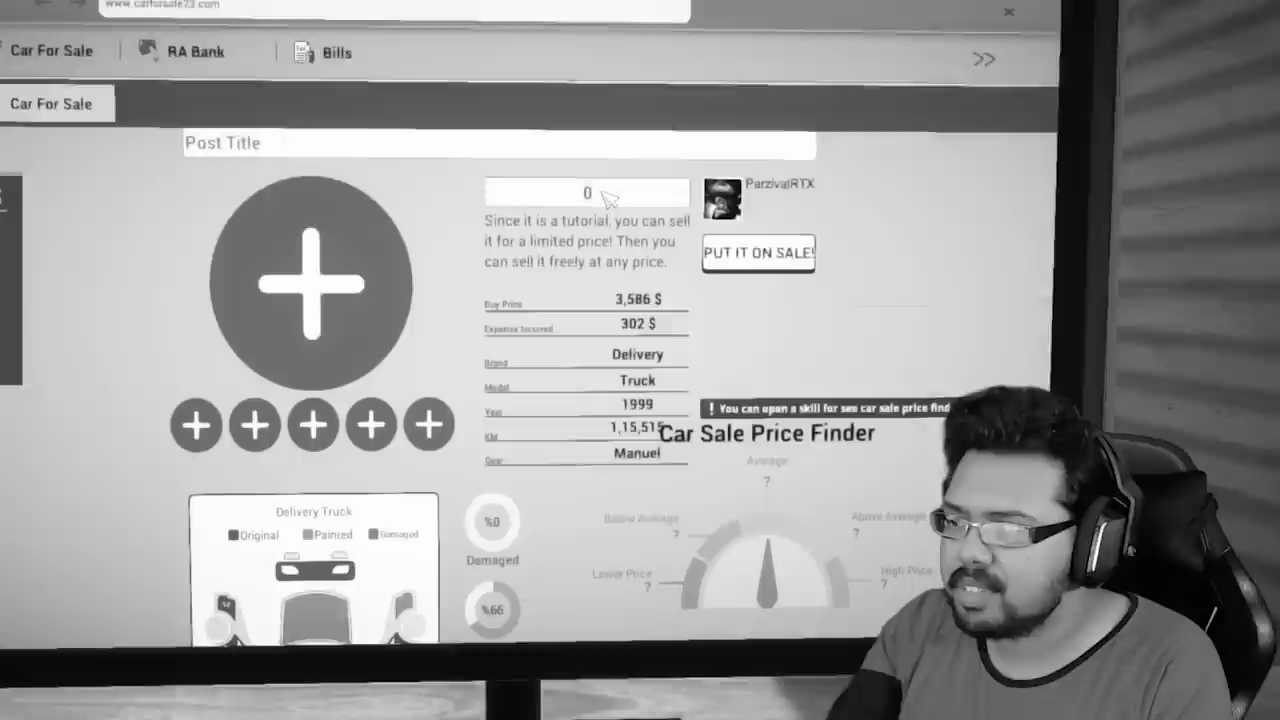 www.carforsale23.com
Car For Sale
RA Bank
Bills
Car For Sale
Post Title
0
ParzivalRTX
Since it is a tutorial, you can sell
it for a limited price! Then you
can sell it freely at any price.
PUT IT ON SALE!
Buy Price 3,586 $
Expense Incurred 302 $
Brand Delivery
Model Truck
Year 1999
KM 1,15,515
Gear Manuel
! You can open a skill for see car sale price find
Car Sale Price Finder
Average
?
Below Average
?
Above Average
?
Lower Price
?
High Price
?
Delivery Truck
Original Painted Damaged
%0
Damaged
%66